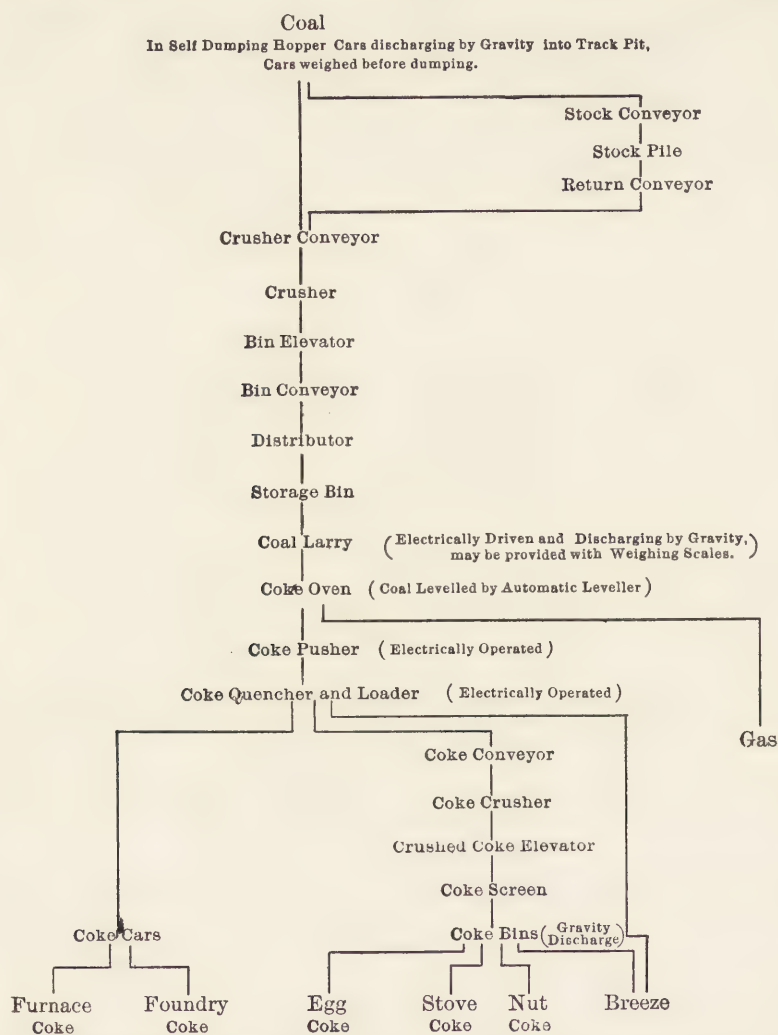 Coal
In Self Dumping Hopper Cars discharging by Gravity into Track Pit,
Cars weighed before dumping.
Stock Conveyor
Stock Pile
Return Conveyor
Crusher Conveyor
Crusher
Bin Elevator
Bin Conveyor
Distributor
Storage Bin
Coal Larry (Electrically Driven and Discharging by Gravity,
may be provided with Weighing Scales.)
Coke Oven (Coal Levelled by Automatic Leveller)
Coke Pusher (Electrically Operated)
Coke Quencher and Loader (Electrically Operated)
Gas
Coke Conveyor
Coke Crusher
Crushed Coke Elevator
Coke Screen
Coke Cars
Coke Bins (Gravity
Discharge)
Furnace
Coke
Foundry
Coke
Egg
Coke
Stove
Coke
Nut
Coke
Breeze